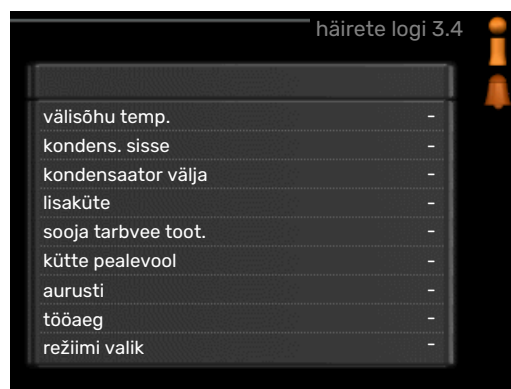 häirete logi 3.4
välisõhu temp. -
kondens. sisse -
kondensaator välja -
lisaküte -
sooja tarbvee toot. -
kütte pealevool -
aurusti -
tööaeg -
režiimi valik -